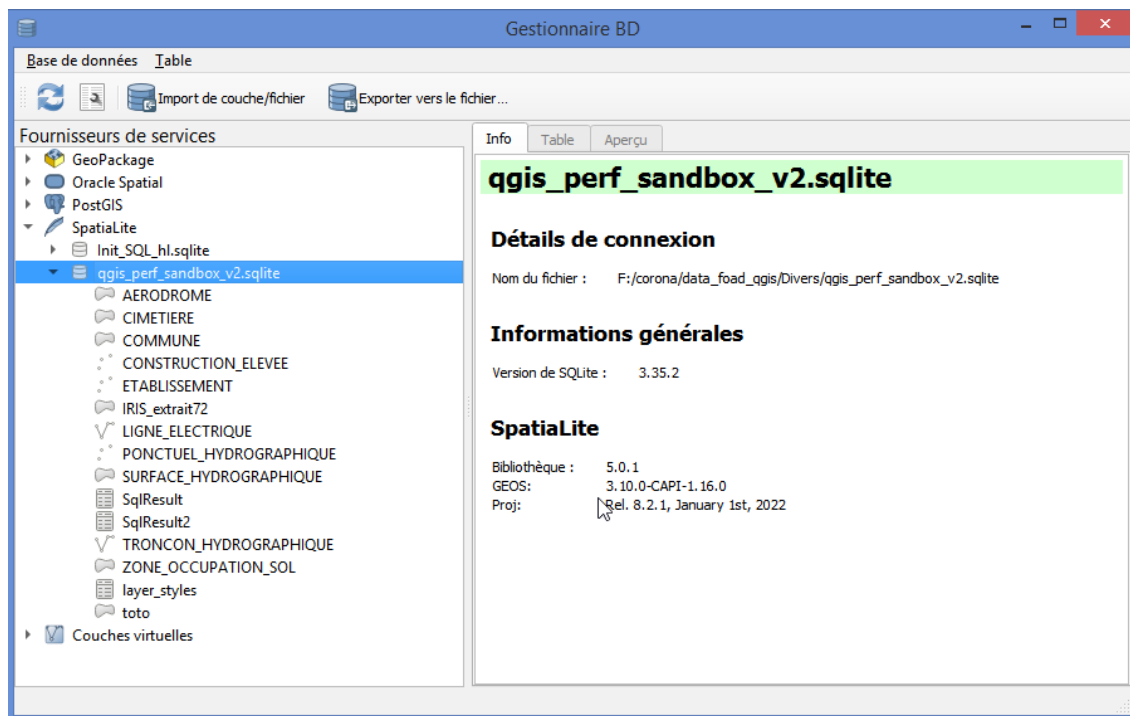 Gestionnaire BD
Base de données Table
Import de couche/fichier Exporter vers le fichier...
Fournisseurs de services
GeoPackage
Oracle Spatial
PostGIS
SpatiaLite
Init_SQL_hl.sqlite
qgis_perf_sandbox_v2.sqlite
AERODROME
CIMETIERE
COMMUNE
CONSTRUCTION_ELEVEE
ETABLISSEMENT
IRIS_extrait72
LIGNE_ELECTRIQUE
PONCTUEL_HYDROGRAPHIQUE
SURFACE_HYDROGRAPHIQUE
SqlResult
SqlResult2
TRONCON_HYDROGRAPHIQUE
ZONE_OCCUPATION_SOL
layer_styles
toto
Couches virtuelles
Info Table Aperçu
qgis_perf_sandbox_v2.sqlite
Détails de connexion
Nom du fichier : F:/corona/data_foad_qgis/Divers/qgis_perf_sandbox_v2.sqlite
Informations générales
Version de SQLite : 3.35.2
SpatiaLite
Bibliothèque : 5.0.1
GEOS: 3.10.0-CAPI-1.16.0
Proj: Rel. 8.2.1, January 1st, 2022